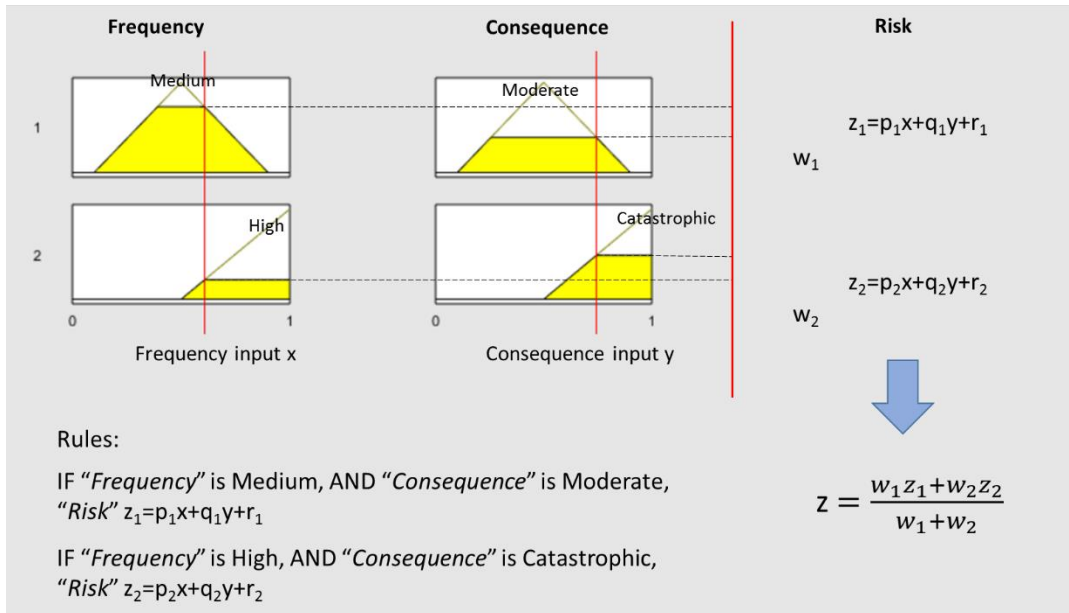 Frequency
Consequence
Risk
Medium
Moderate
1
z₁=p₁x+q₁y+r₁
w₁
High
Catastrophic
2
z₂=p₂x+q₂y+r₂
w₂
0
1
0
1
Frequency input x
Consequence input y
Rules:
IF “Frequency” is Medium, AND “Consequence” is Moderate,
“Risk” z₁=p₁x+q₁y+r₁
IF “Frequency” is High, AND “Consequence” is Catastrophic,
“Risk” z₂=p₂x+q₂y+r₂
z = (w₁z₁+w₂z₂)/(w₁+w₂)